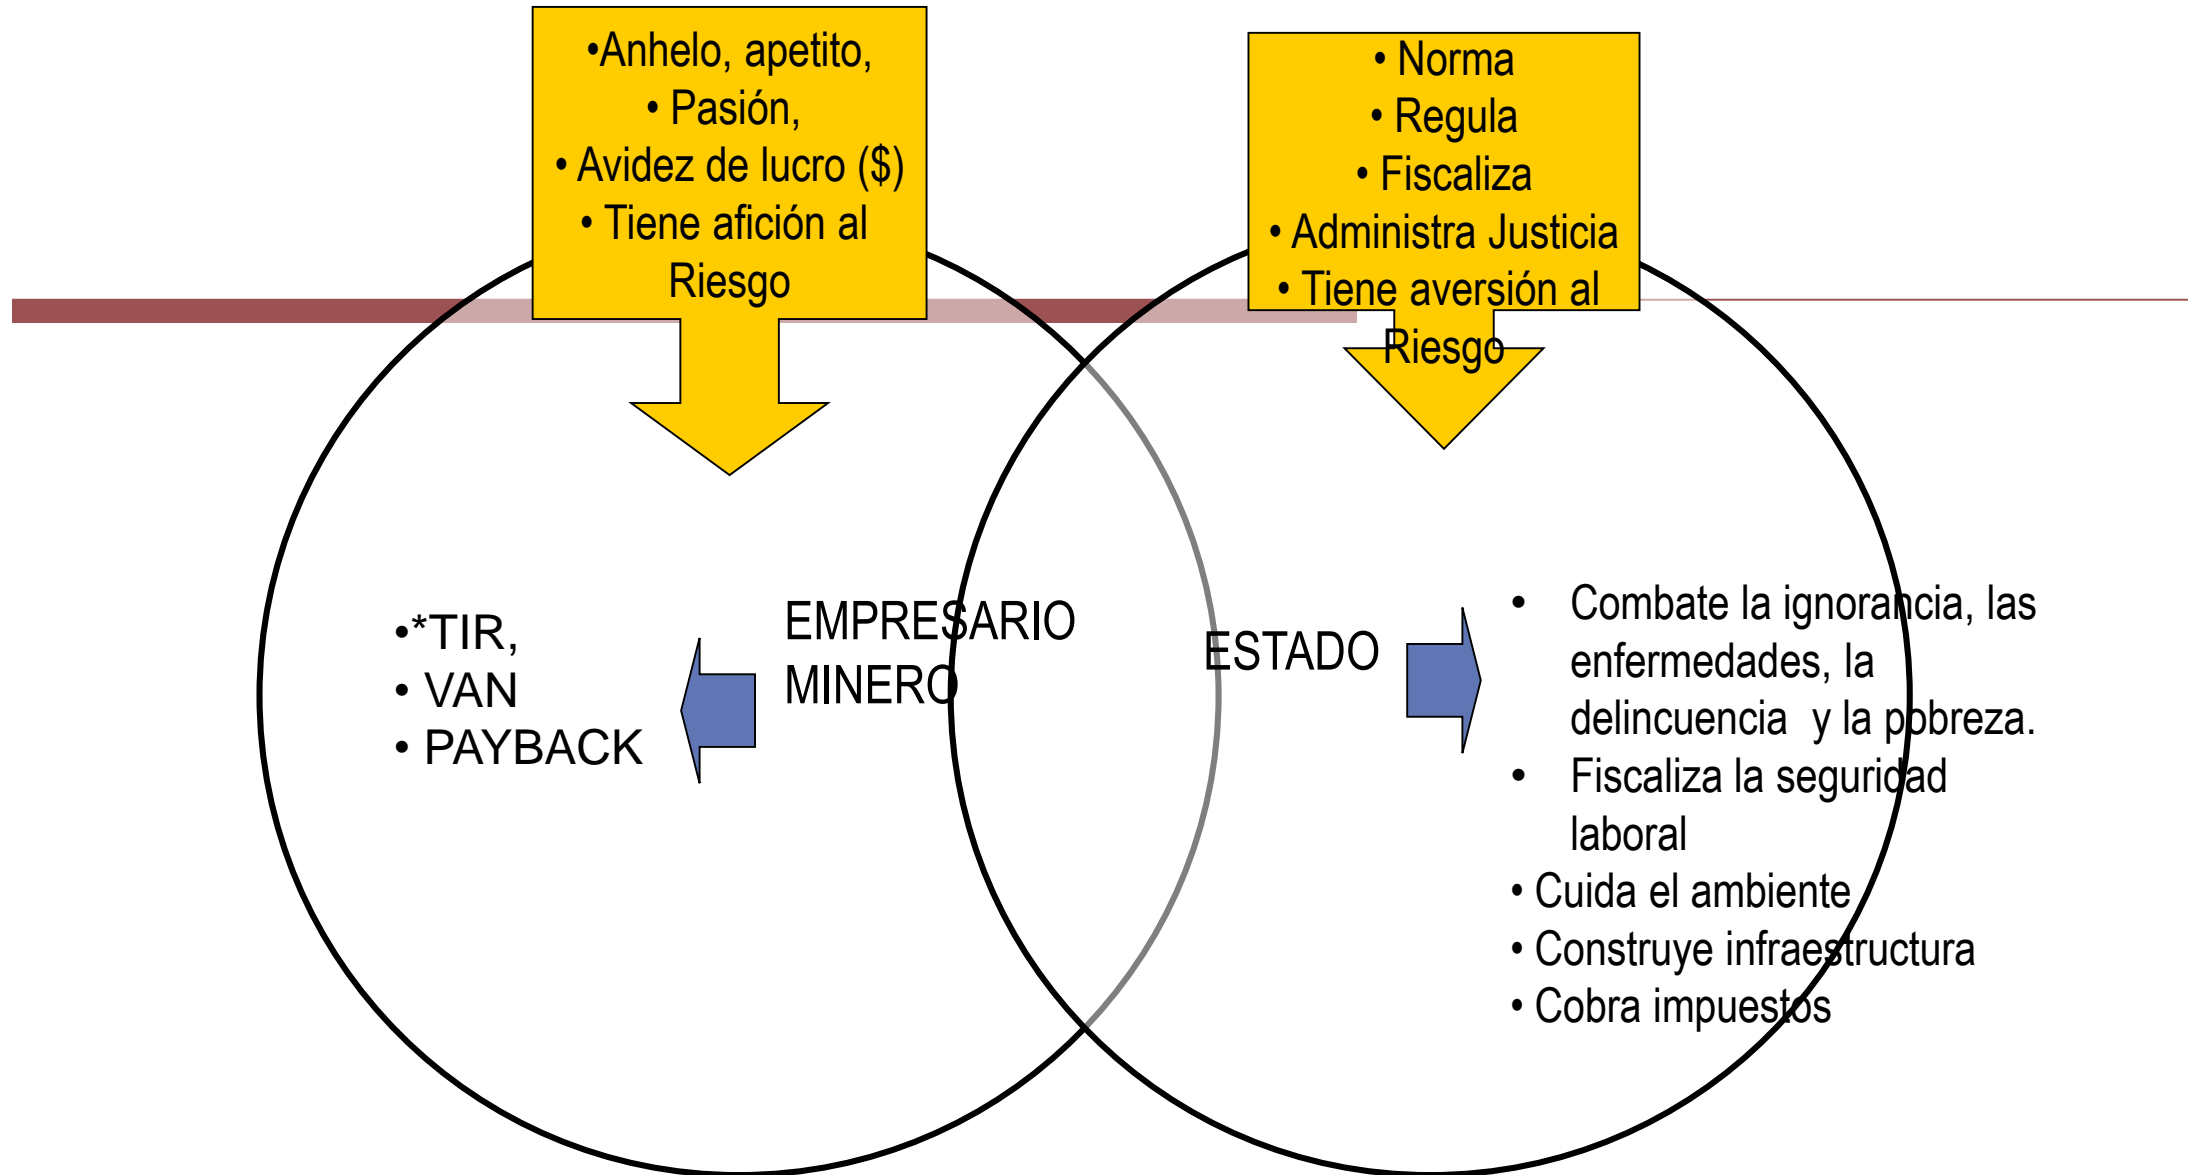 •Anhelo, apetito,
• Pasión,
• Avidez de lucro ($)
• Tiene afición al
Riesgo
• Norma
• Regula
• Fiscaliza
• Administra Justicia
• Tiene aversión al
Riesgo
•*TIR,
• VAN
• PAYBACK
EMPRESARIO
MINERO
ESTADO
• Combate la ignorancia, las
enfermedades, la
delincuencia y la pobreza.
• Fiscaliza la seguridad
laboral
• Cuida el ambiente
• Construye infraestructura
• Cobra impuestos